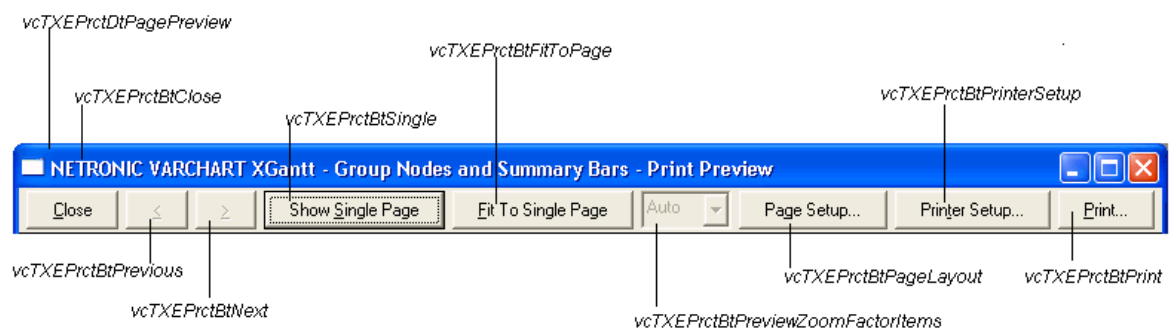 vcTXEPrctDtPagePreview
vcTXEPrctBtFitToPage
vcTXEPrctBtClose
vcTXEPrctBtPrinterSetup
vcTXEPrctBtSingle
NETRONIC VARCHART XGantt - Group Nodes and Summary Bars - Print Preview
Close < > Show Single Page Fit To Single Page Auto Page Setup... Printer Setup... Print...
vcTXEPrctBtPrevious
vcTXEPrctBtPageLayout
vcTXEPrctBtPrint
vcTXEPrctBtNext
vcTXEPrctBtPreviewZoomFactorItems